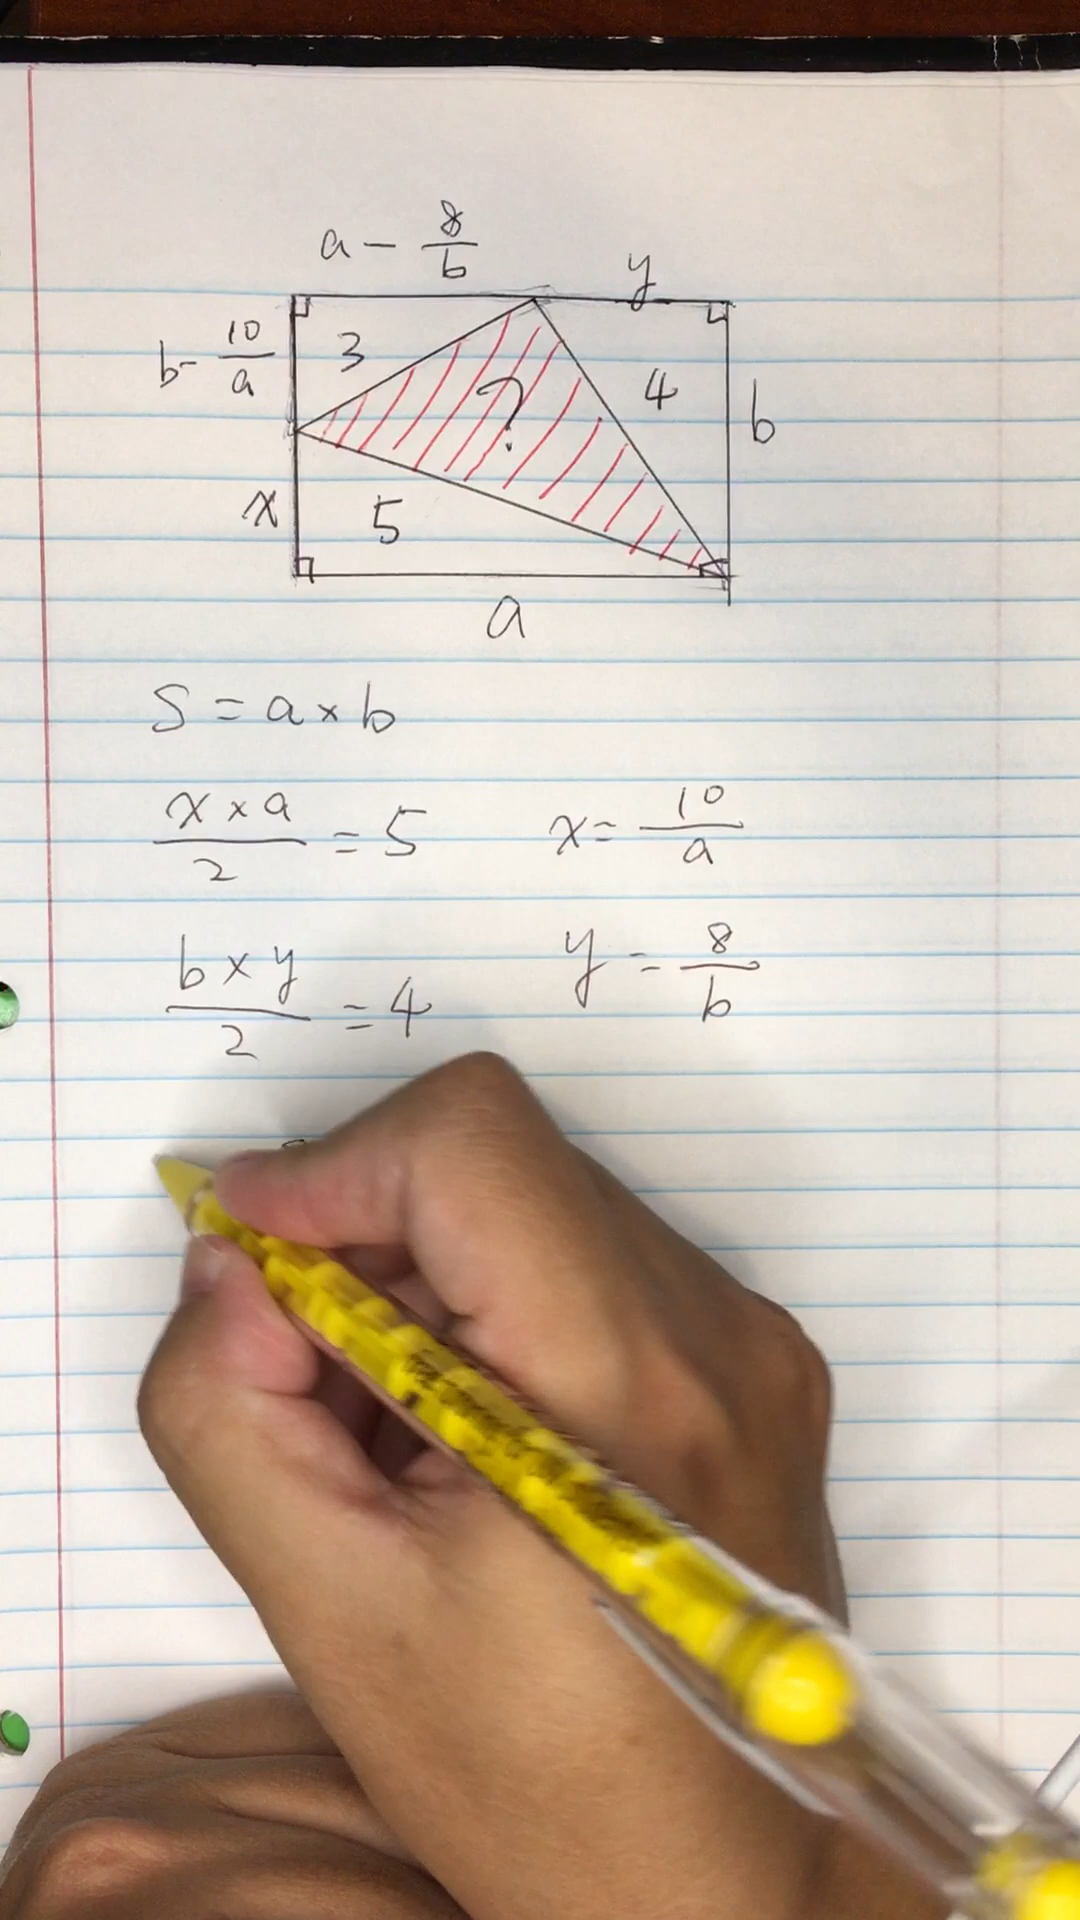 a - 8/b
y
b - 10/a
3
?
4
b
x
5
a
S = a × b
x × a / 2 = 5    x = 10/a
b × y / 2 = 4    y = 8/b